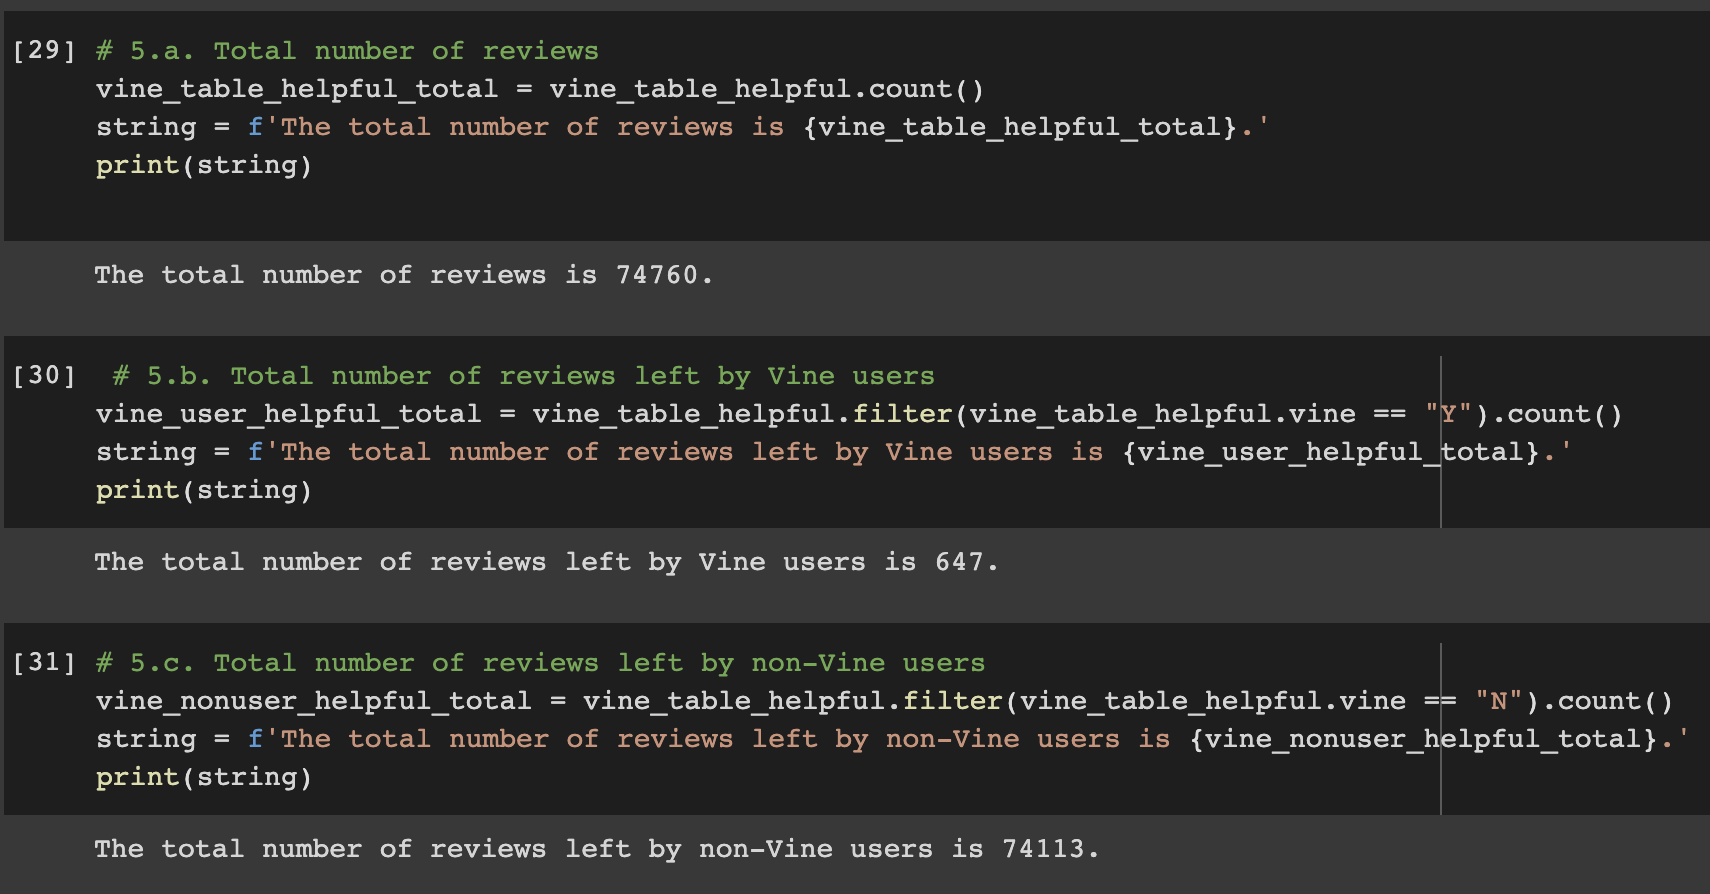 [29] # 5.a. Total number of reviews
vine_table_helpful_total = vine_table_helpful.count()
string = f'The total number of reviews is {vine_table_helpful_total}.'
print(string)
The total number of reviews is 74760.
[30] # 5.b. Total number of reviews left by Vine users
vine_user_helpful_total = vine_table_helpful.filter(vine_table_helpful.vine == "Y").count()
string = f'The total number of reviews left by Vine users is {vine_user_helpful_total}.'
print(string)
The total number of reviews left by Vine users is 647.
[31] # 5.c. Total number of reviews left by non-Vine users
vine_nonuser_helpful_total = vine_table_helpful.filter(vine_table_helpful.vine == "N").count()
string = f'The total number of reviews left by non-Vine users is {vine_nonuser_helpful_total}.'
print(string)
The total number of reviews left by non-Vine users is 74113.